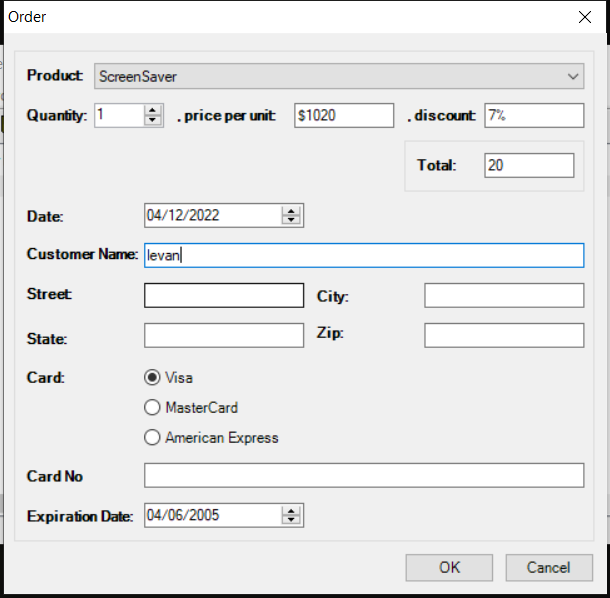 Order
Product: ScreenSaver
Quantity: 1 . price per unit: $1020 . discount: 7%
Total: 20
Date: 04/12/2022
Customer Name: levan
Street: City:
State: Zip:
Card: Visa
MasterCard
American Express
Card No
Expiration Date: 04/06/2005
OK Cancel